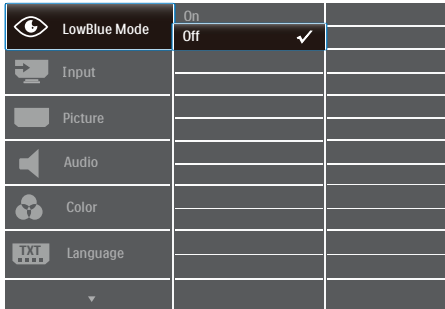 LowBlue Mode
On
Off
Input
Picture
Audio
Color
TXT
Language